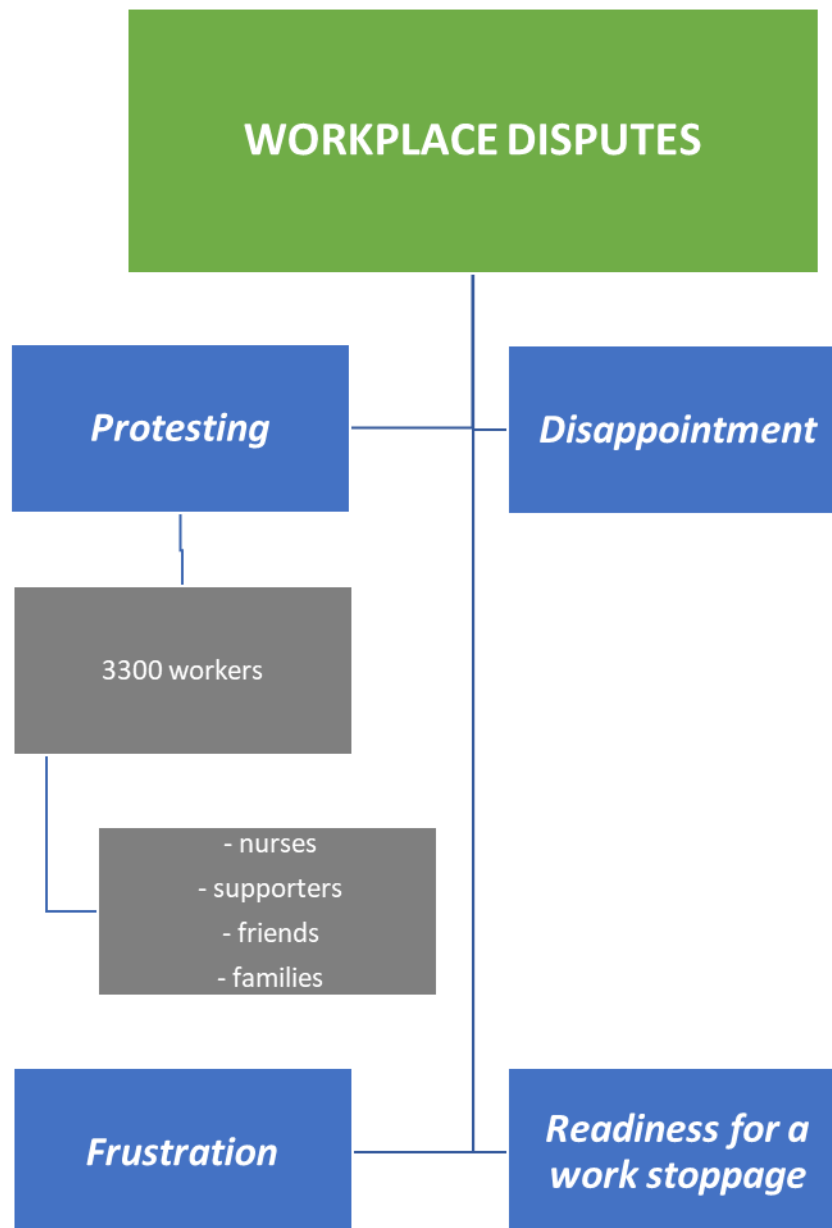 WORKPLACE DISPUTES
Protesting
Disappointment
3300 workers
- nurses
- supporters
- friends
- families
Frustration
Readiness for a
work stoppage